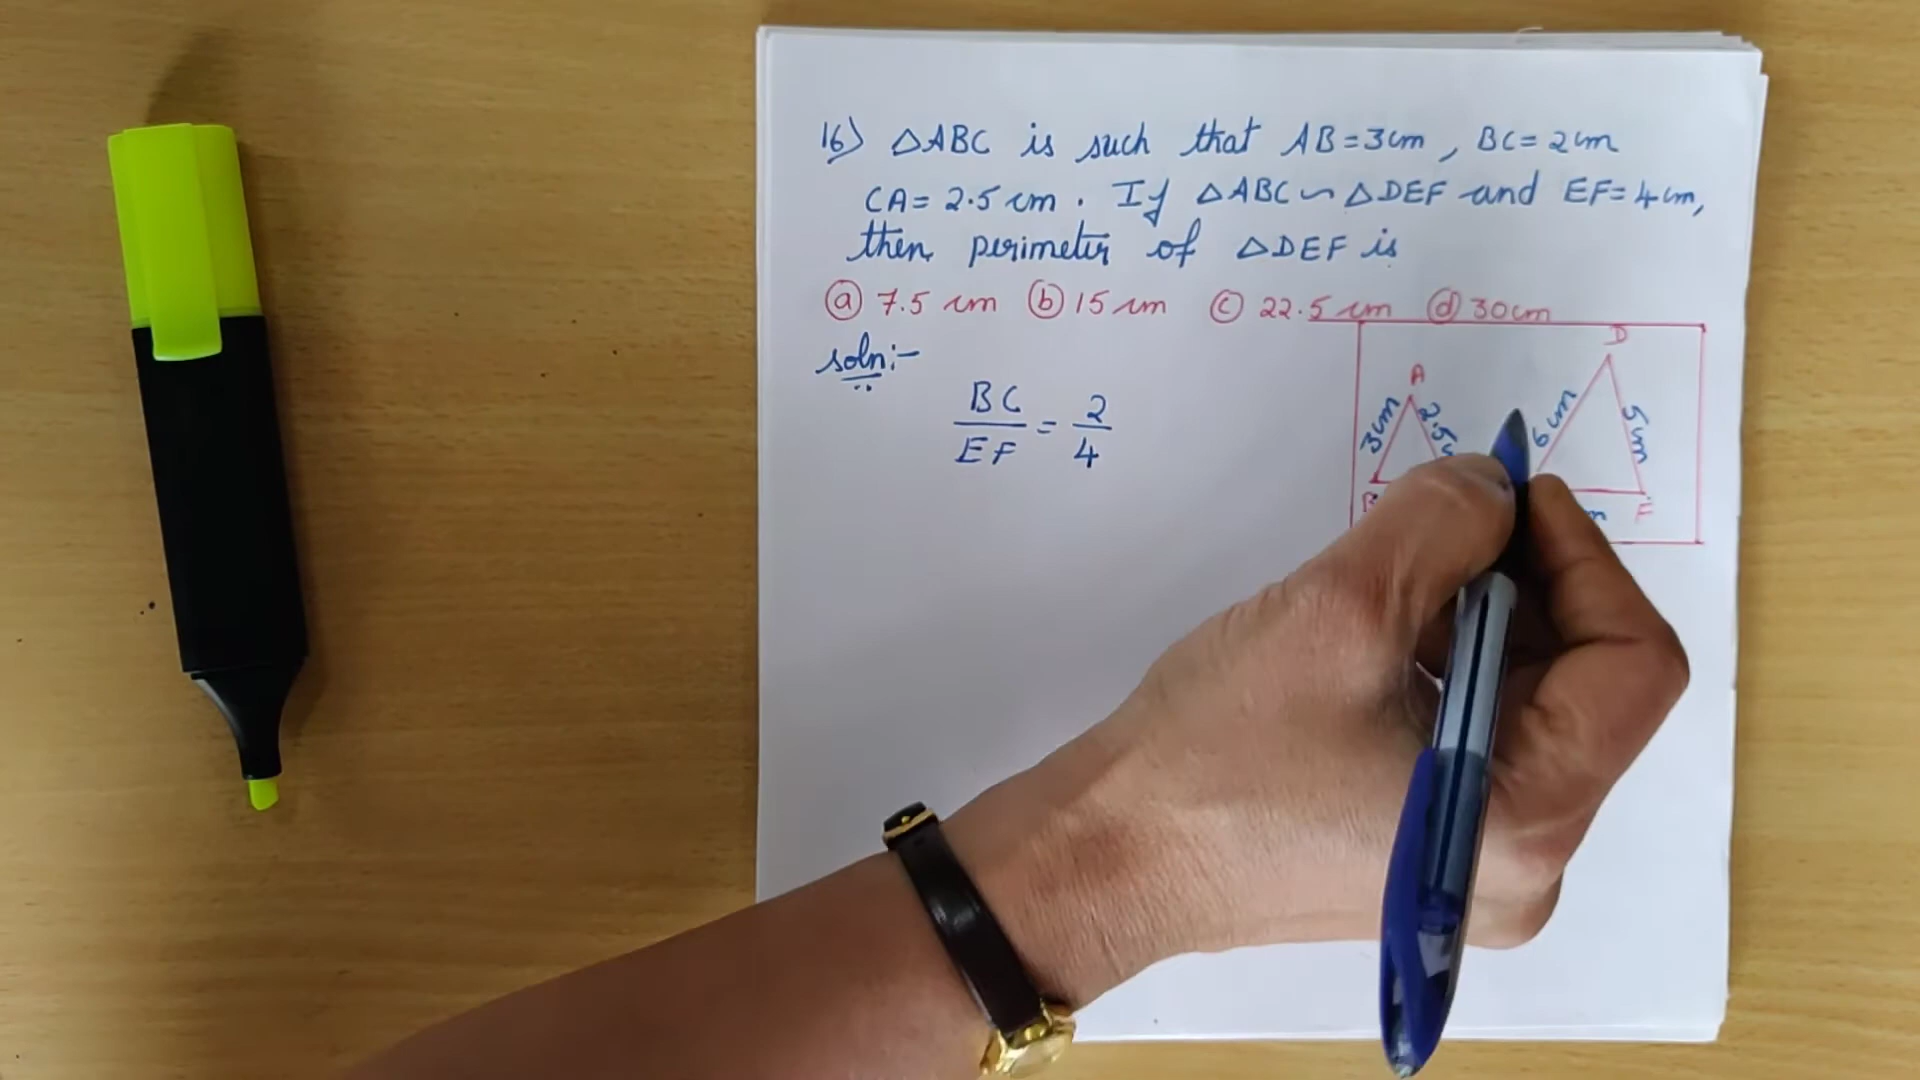 16) △ABC is such that AB=3cm, BC=2cm
CA=2.5cm. If △ABC ~ △DEF and EF=4cm,
then perimeter of △DEF is
(a) 7.5 cm (b) 15 cm (c) 22.5 cm (d) 30cm
soln:-
BC/EF = 2/4
D
A
3cm
2.5
6cm
5cm
B
F